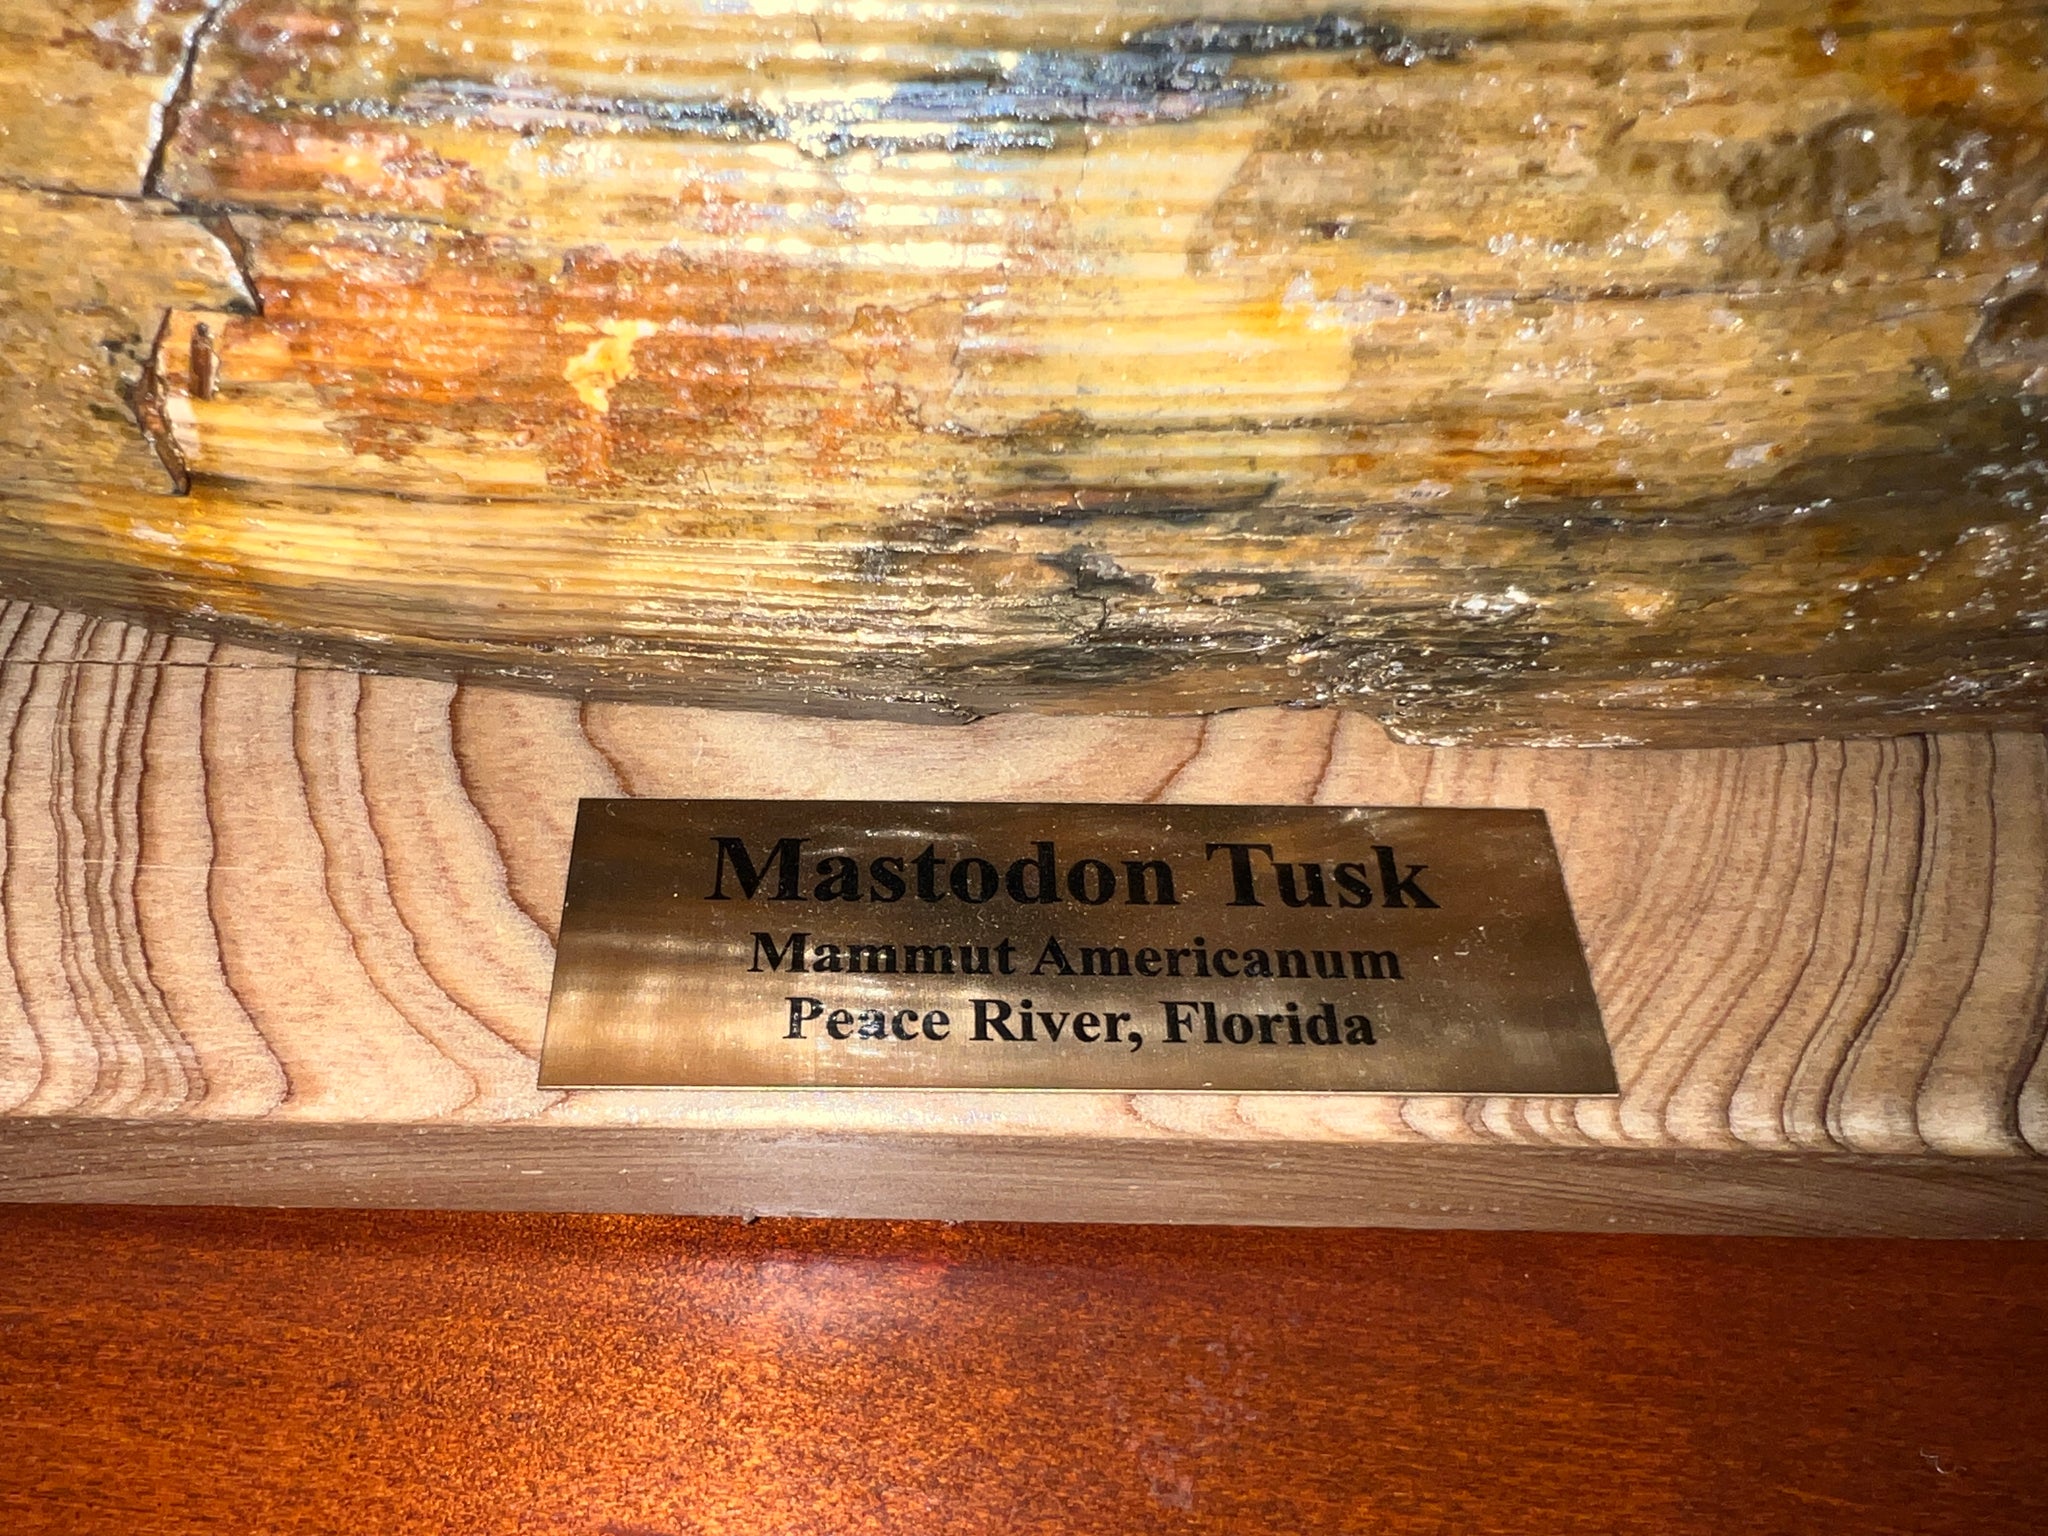 Mastodon Tusk
Mammut Americanum
Peace River, Florida